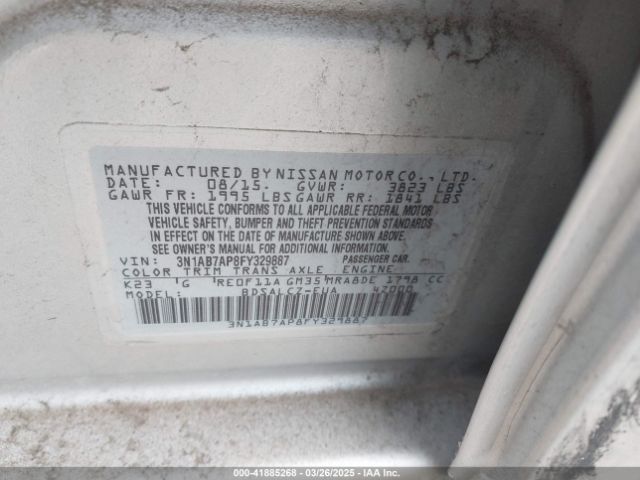 MANUFACTURED BY NISSAN MOTOR CO., LTD.
DATE: 08/15. GVWR: 3823 LBS
GAWR FR: 1995 LBS GAWR RR: 1841 LBS
THIS VEHICLE CONFORMS TO ALL APPLICABLE FEDERAL MOTOR
VEHICLE SAFETY, BUMPER AND THEFT PREVENTION STANDARDS
IN EFFECT ON THE DATE OF MANUFACTURE SHOWN ABOVE.
SEE OWNER'S MANUAL FOR ADDITIONAL INFORMATION.
VIN: 3N1AB7AP8FY329887 PASSENGER CAR.
COLOR TRIM TRANS AXLE ENGINE
K23 G RE0F11A GM35 MRA8DE 1798 CC
MODEL: BDSALCZ-EUA 42000
3N1AB7AP8FY329887
000-41885268 - 03/26/2025 - IAA Inc.